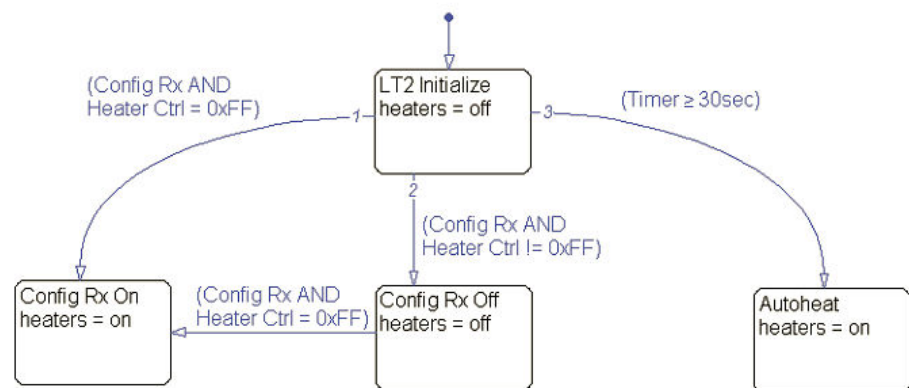 LT2 Initialize
heaters = off
(Config Rx AND
Heater Ctrl = 0xFF)
1
3
(Timer ≥ 30sec)
2
(Config Rx AND
Heater Ctrl != 0xFF)
Config Rx On
heaters = on
(Config Rx AND
Heater Ctrl = 0xFF)
Config Rx Off
heaters = off
Autoheat
heaters = on